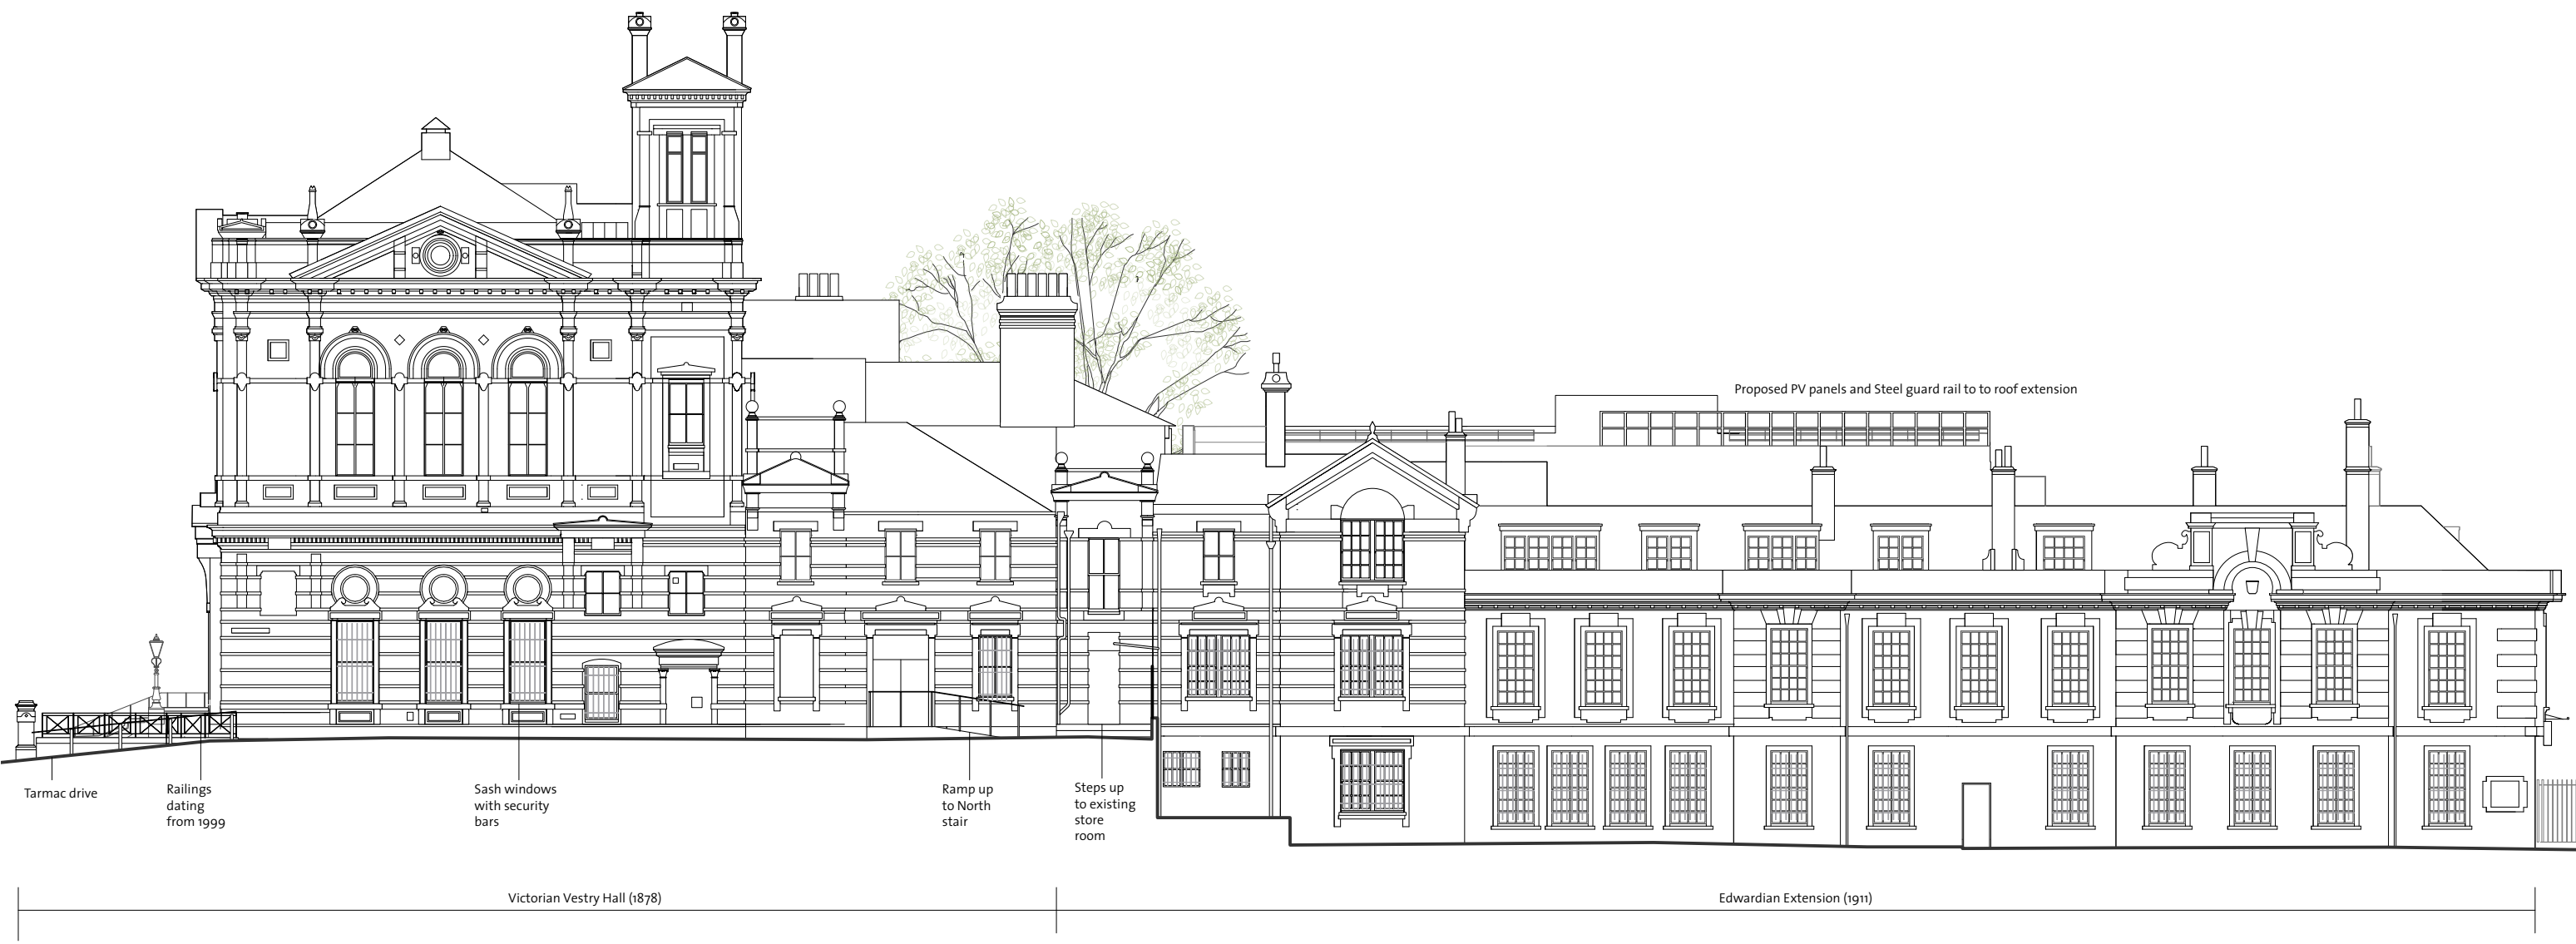 Proposed PV panels and Steel guard rail to to roof extension
Tarmac drive
Railings
dating
from 1999
Sash windows
with security
bars
Ramp up
to North
stair
Steps up
to existing
store
room
Victorian Vestry Hall (1878)
Edwardian Extension (1911)